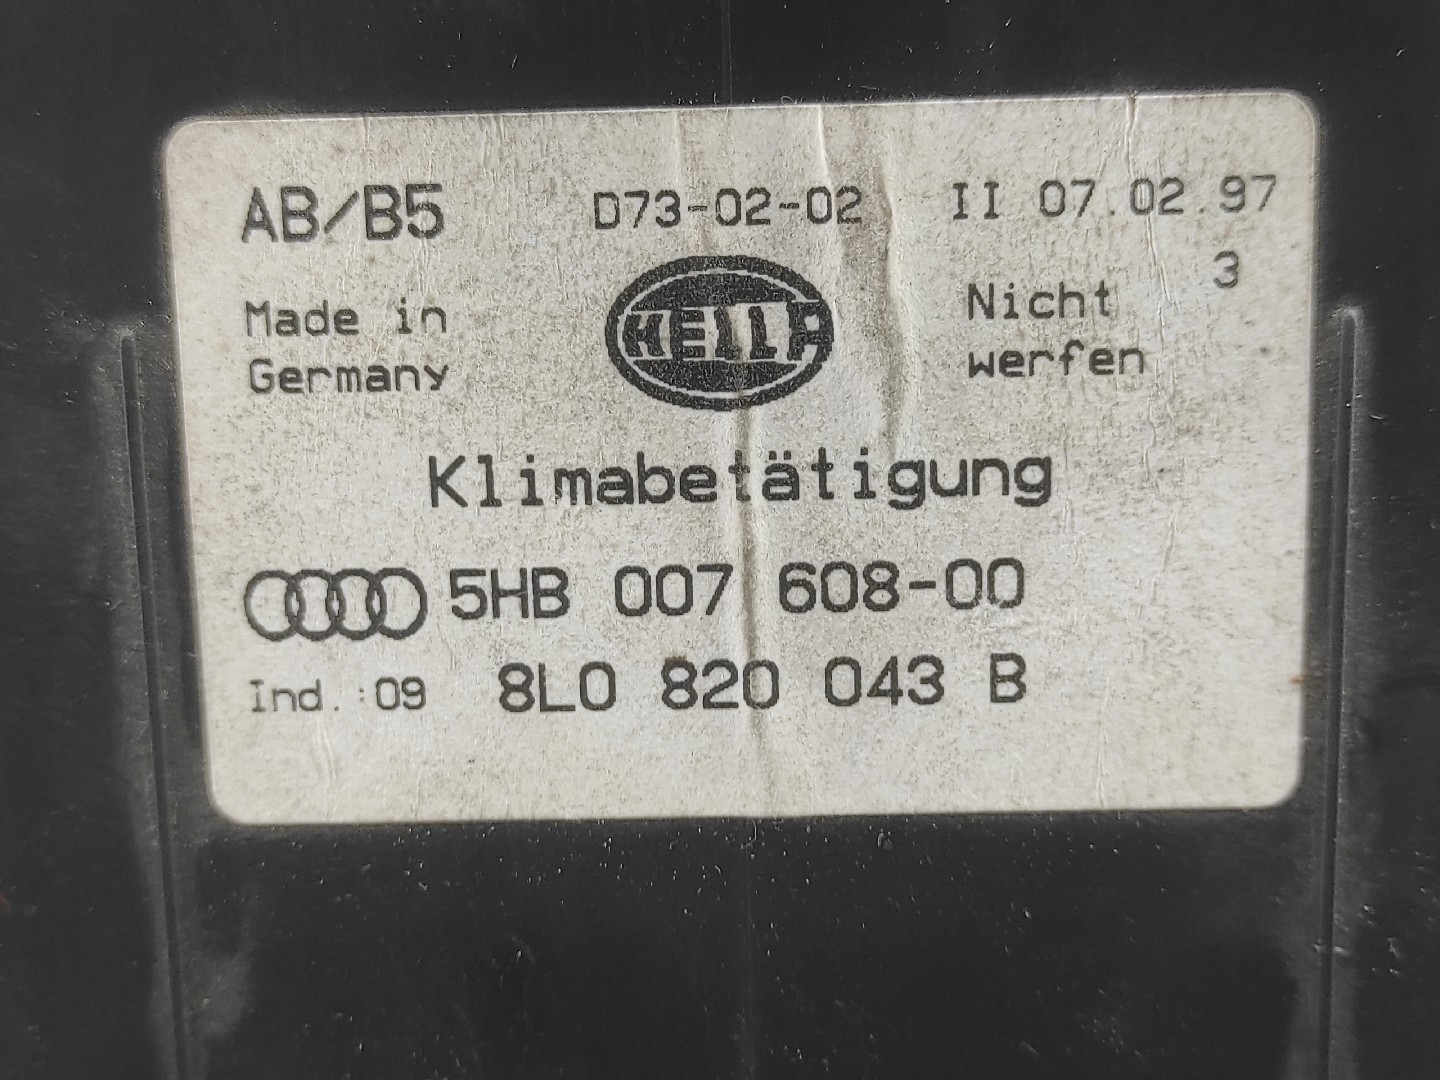 AB/B5 D73-02-02 II 07.02.97
3
Made in Germany
HELLA
Nicht werfen
Klimabetätigung
5HB 007 608-00
Ind.:09 8L0 820 043 B